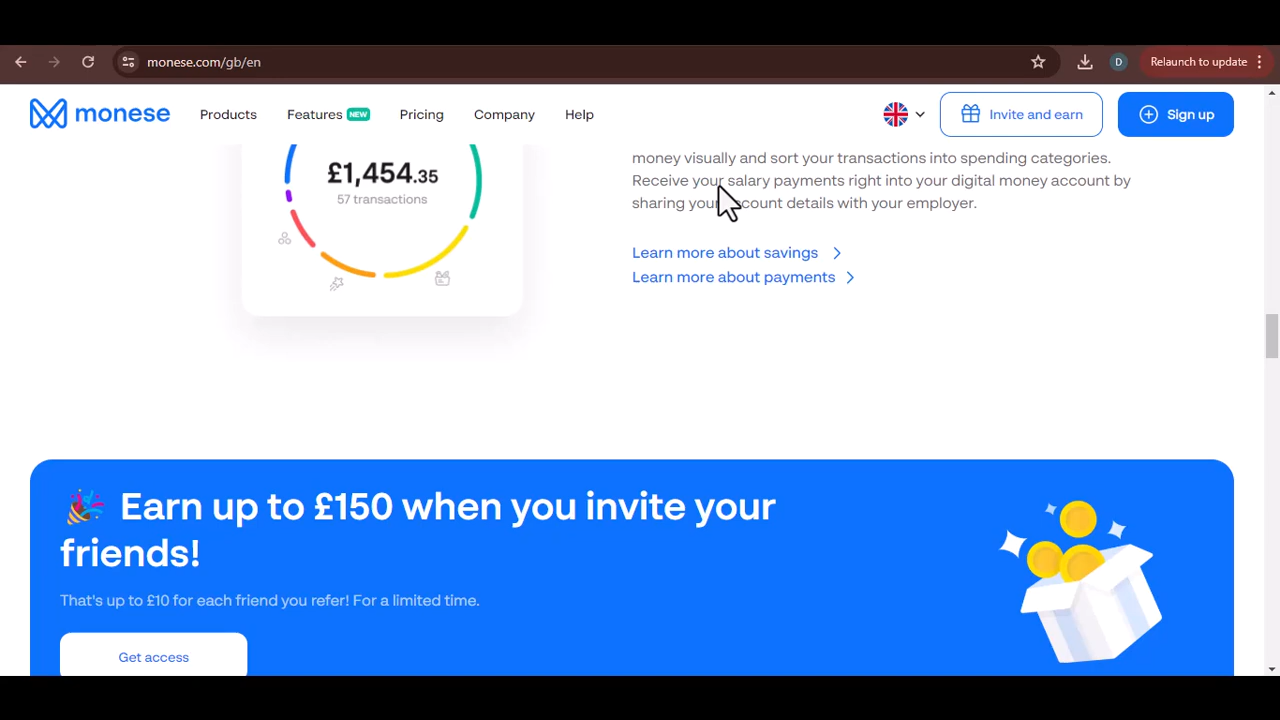 monese.com/gb/en
D
Relaunch to update
monese
Products
Features NEW
Pricing
Company
Help
Invite and earn
Sign up
£1,454.35
57 transactions
money visually and sort your transactions into spending categories.
Receive your salary payments right into your digital money account by
sharing your account details with your employer.
Learn more about savings
Learn more about payments
Earn up to £150 when you invite your
friends!
That's up to £10 for each friend you refer! For a limited time.
Get access